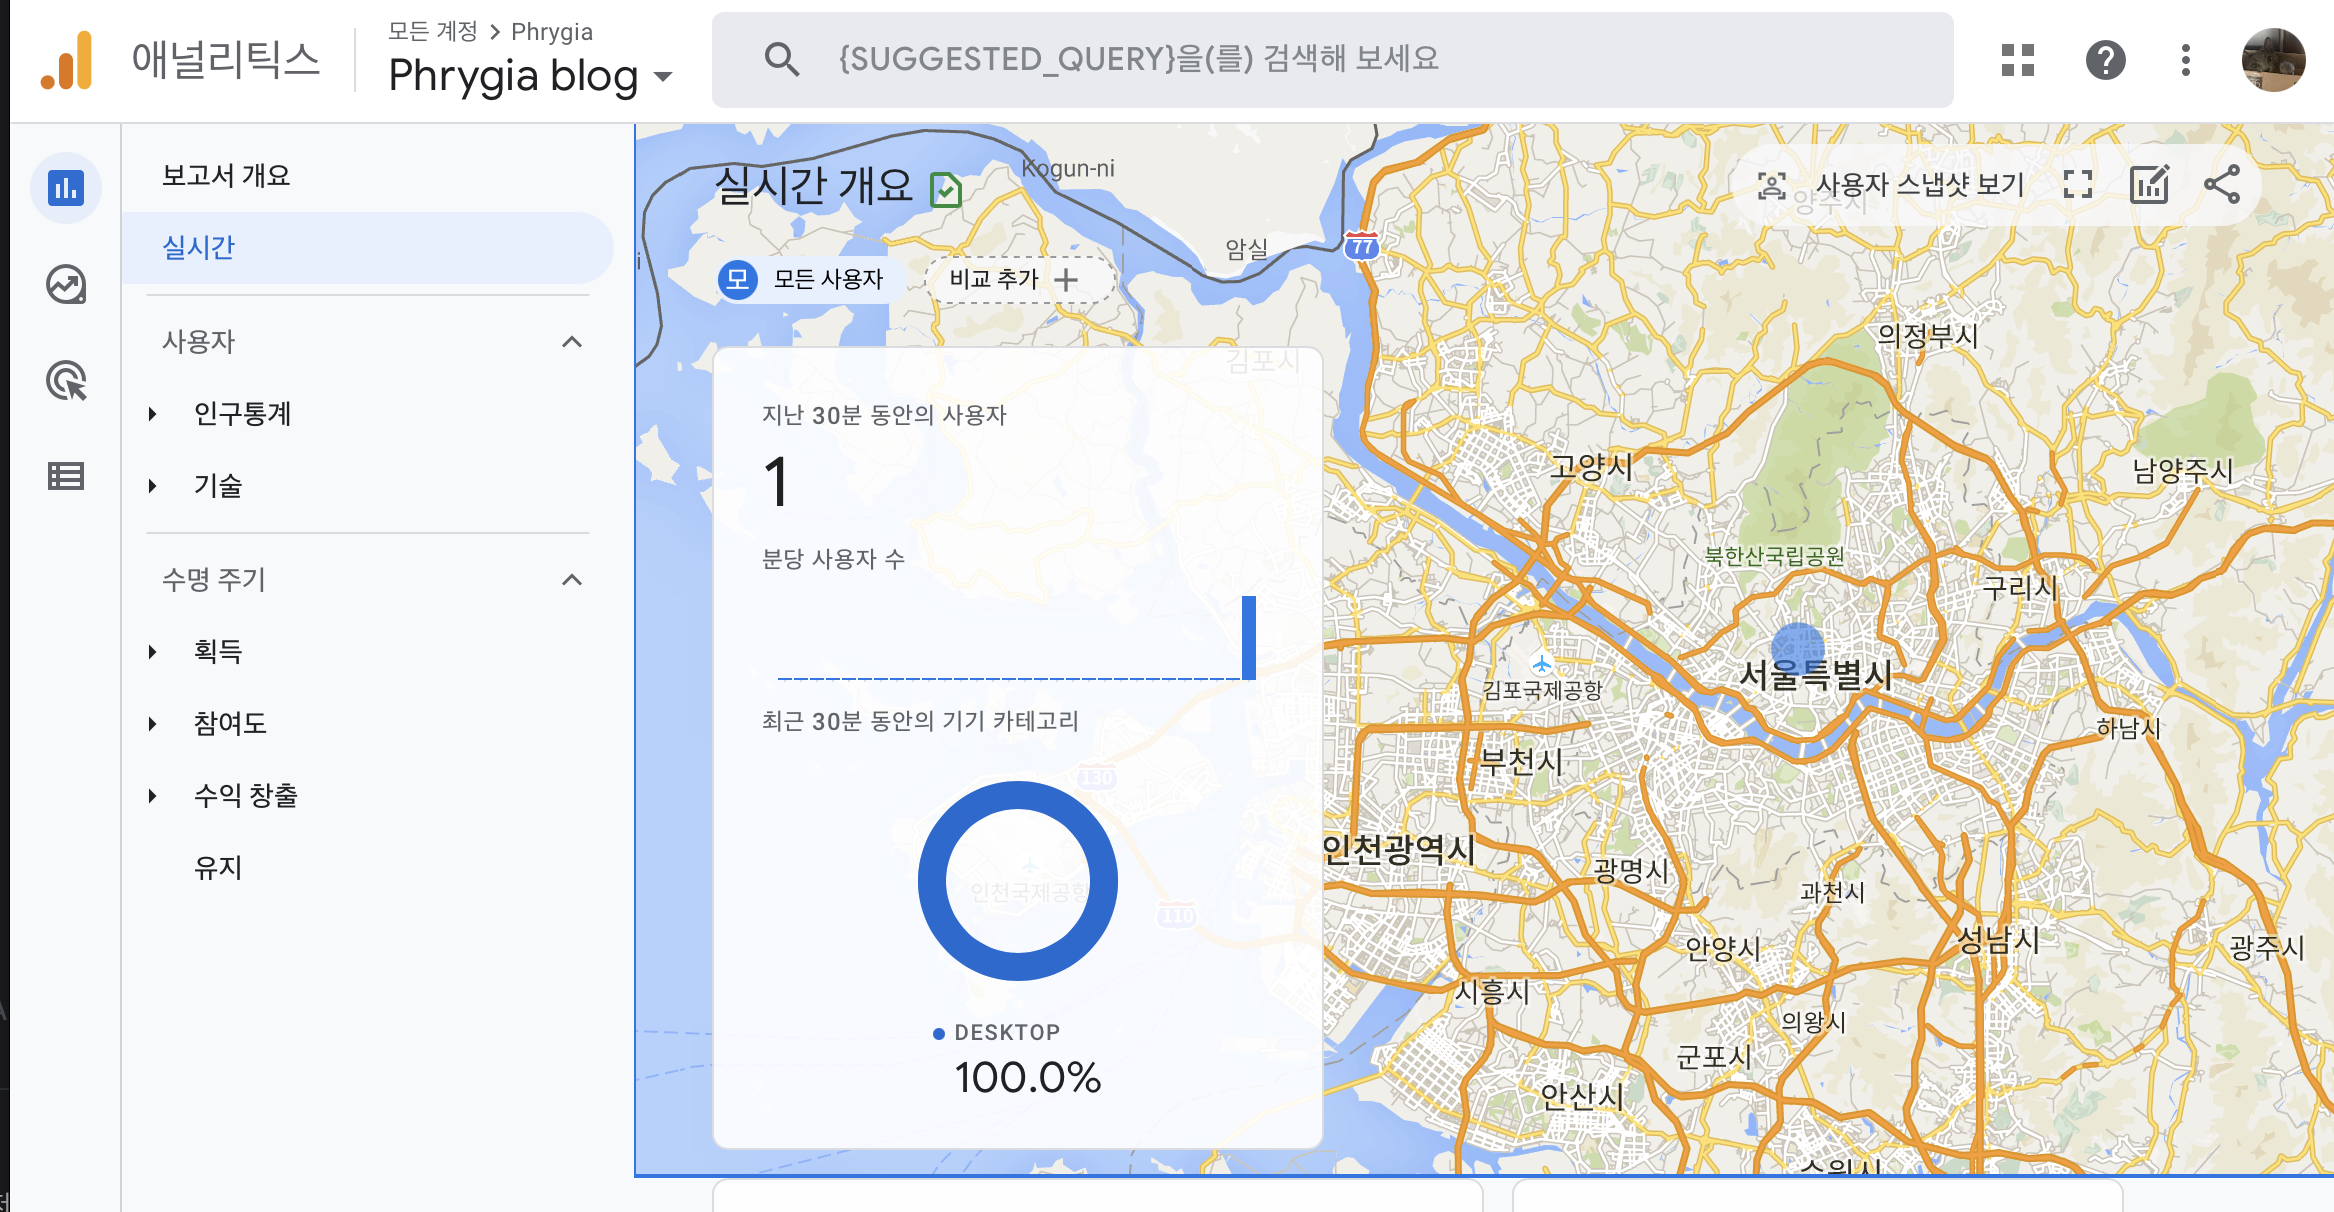 애널리틱스
모든 계정 > Phrygia
Phrygia blog
{SUGGESTED_QUERY}을(를) 검색해 보세요
보고서 개요
실시간
사용자
인구통계
기술
수명 주기
획득
참여도
수익 창출
유지
실시간 개요
사용자 스냅샷 보기
모 모든 사용자
비교 추가 +
지난 30분 동안의 사용자
1
분당 사용자 수
최근 30분 동안의 기기 카테고리
DESKTOP
100.0%
Kogun-ni
암실
77
양주시
김포시
의정부시
고양시
남양주시
북한산국립공원
구리시
서울특별시
김포국제공항
하남시
부천시
130
인천광역시
광명시
과천시
인천국제공항
110
안양시
성남시
광주시
시흥시
의왕시
군포시
안산시
수원시